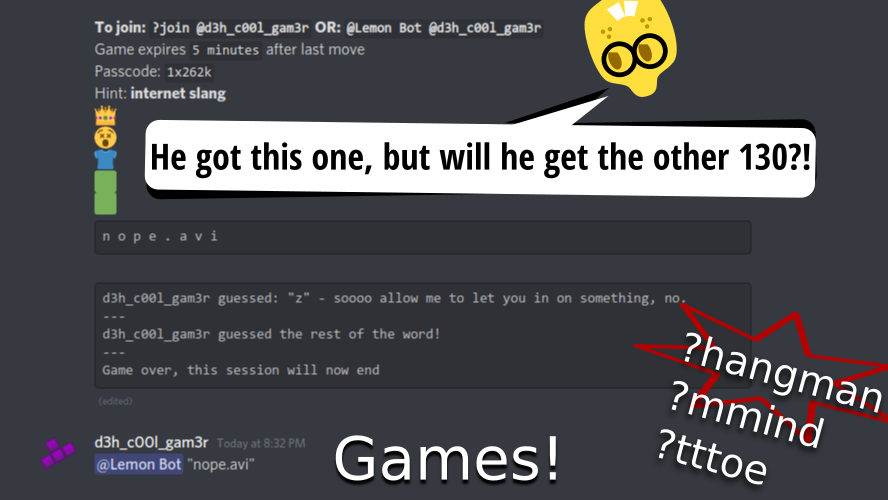 To join: ?join @d3h_c00l_gam3r OR: @Lemon Bot @d3h_c00l_gam3r
Game expires 5 minutes after last move
Passcode: 1x262k
Hint: internet slang
He got this one, but will he get the other 130?!
n o p e . a v i
d3h_c00l_gam3r guessed: "z" - soooo allow me to let you in on something, no.
---
d3h_c00l_gam3r guessed the rest of the word!
---
Game over, this session will now end
(edited)
?hangman
?mmind
?tttoe
d3h_c00l_gam3r Today at 8:32 PM
@Lemon Bot "nope.avi"
Games!